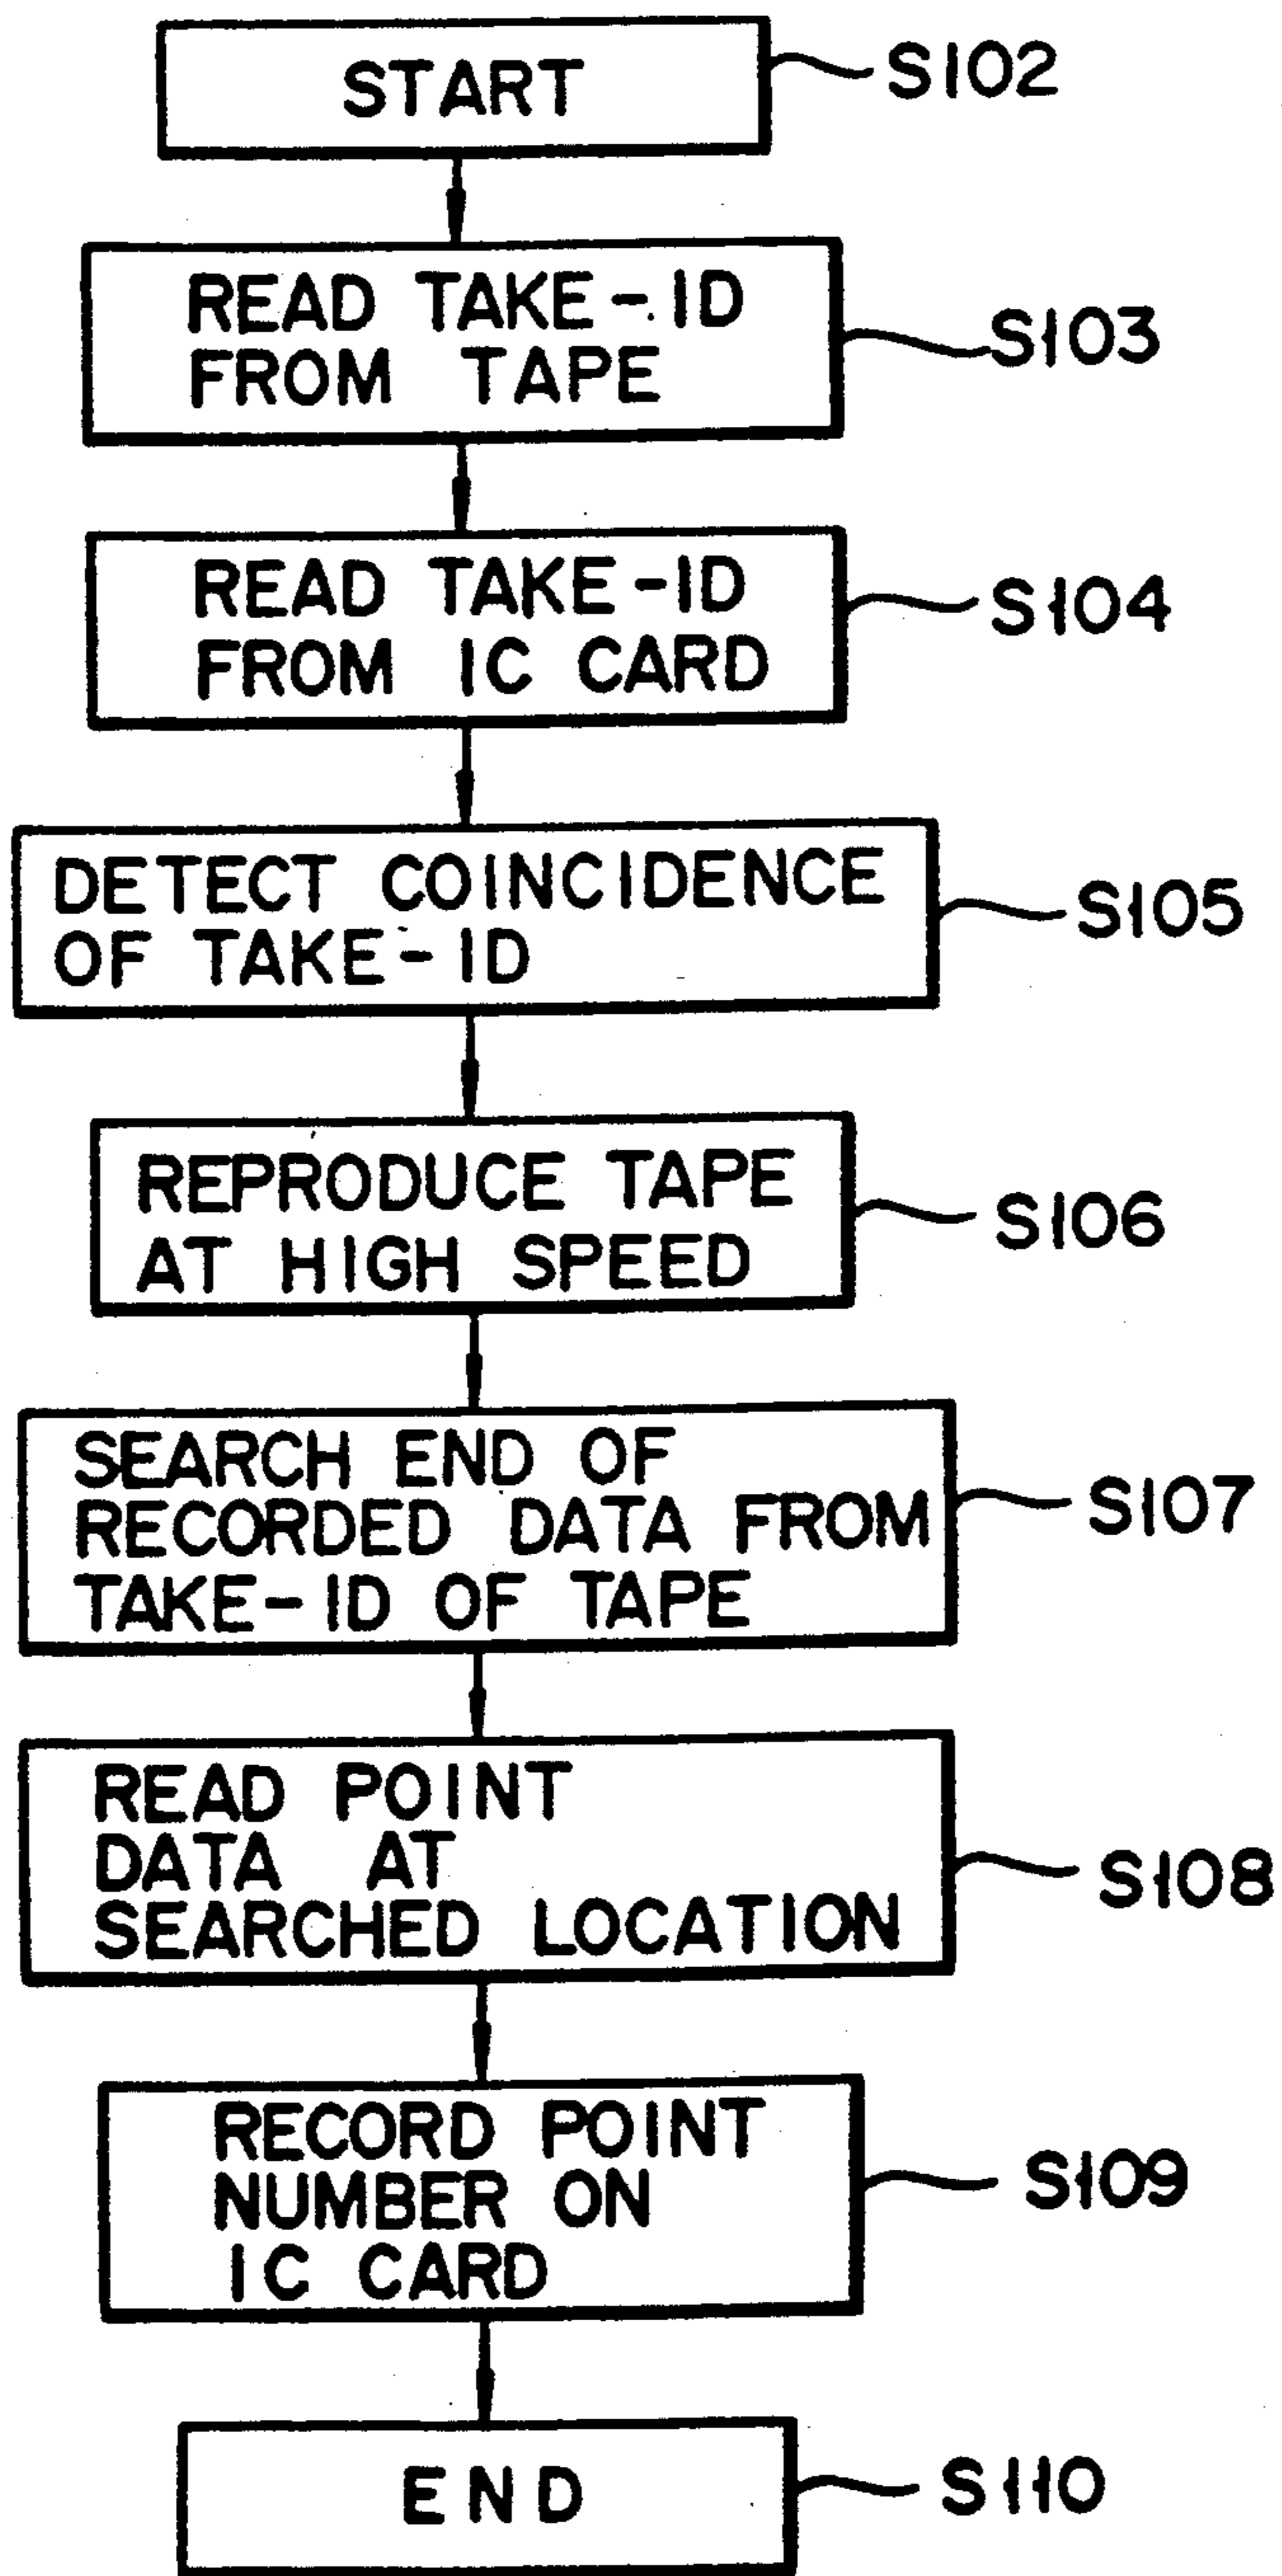 START
S102
READ TAKE-ID
FROM TAPE
S103
READ TAKE-ID
FROM IC CARD
S104
DETECT COINCIDENCE
OF TAKE-ID
S105
REPRODUCE TAPE
AT HIGH SPEED
S106
SEARCH END OF
RECORDED DATA FROM
TAKE-ID OF TAPE
S107
READ POINT
DATA AT
SEARCHED LOCATION
S108
RECORD POINT
NUMBER ON
IC CARD
S109
END
S110